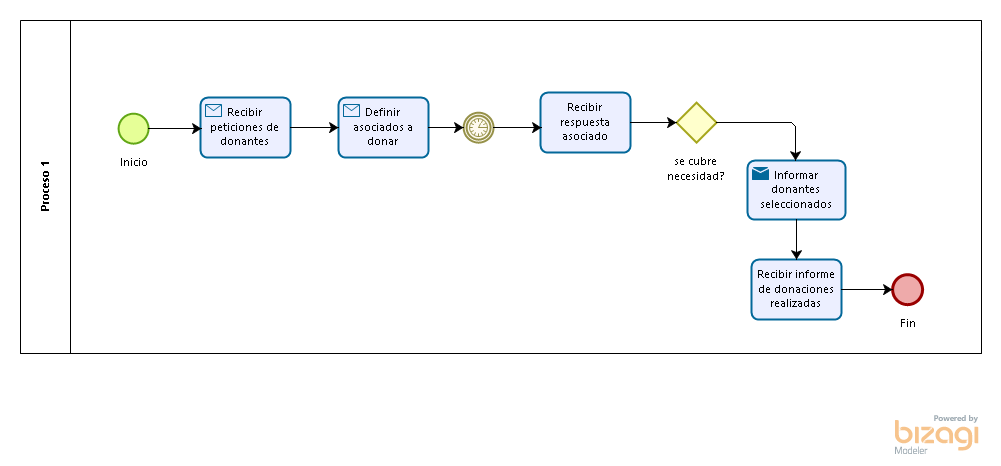 Proceso 1
Inicio
Recibir
peticiones de
donantes
Definir
asociados a
donar
Recibir
respuesta
asociado
se cubre
necesidad?
Informar
donantes
seleccionados
Recibir informe
de donaciones
realizadas
Fin
Powered by
bizagi
Modeler